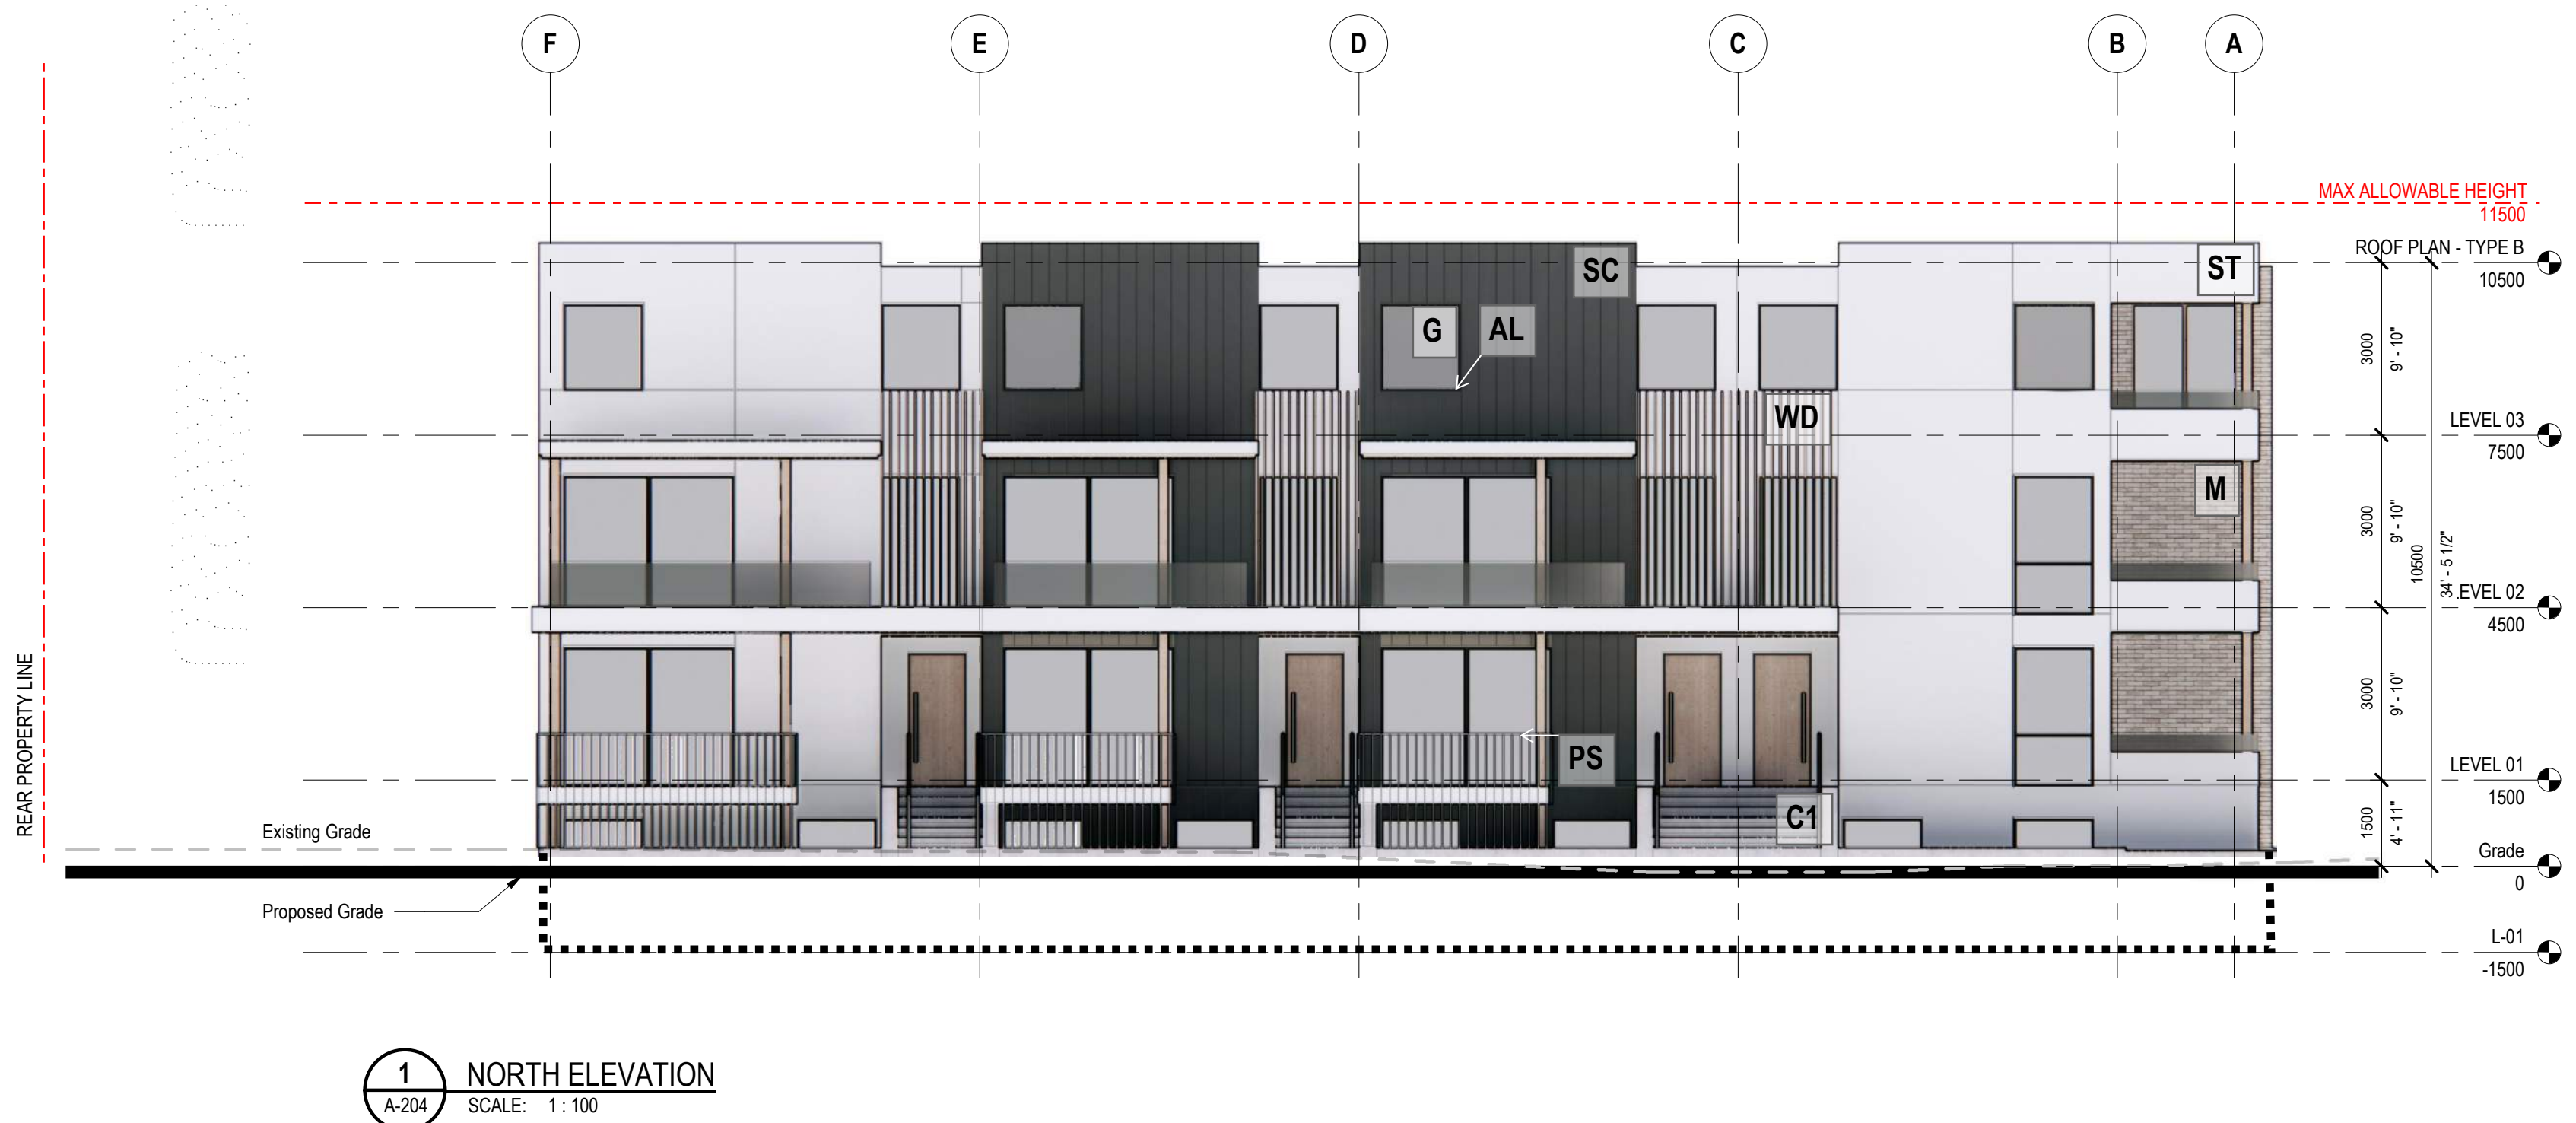 F E D C B A
MAX ALLOWABLE HEIGHT
11500
ROOF PLAN - TYPE B
10500
SC
ST
G
AL
3000
9' - 10"
WD
LEVEL 03
7500
M
3000
9' - 10"
10500
34' - 5 1/2"
LEVEL 02
4500
REAR PROPERTY LINE
3000
9' - 10"
PS
LEVEL 01
1500
C1
1500
4' - 11"
Existing Grade
Grade
0
Proposed Grade
L-01
-1500
1
A-204
NORTH ELEVATION
SCALE: 1 : 100